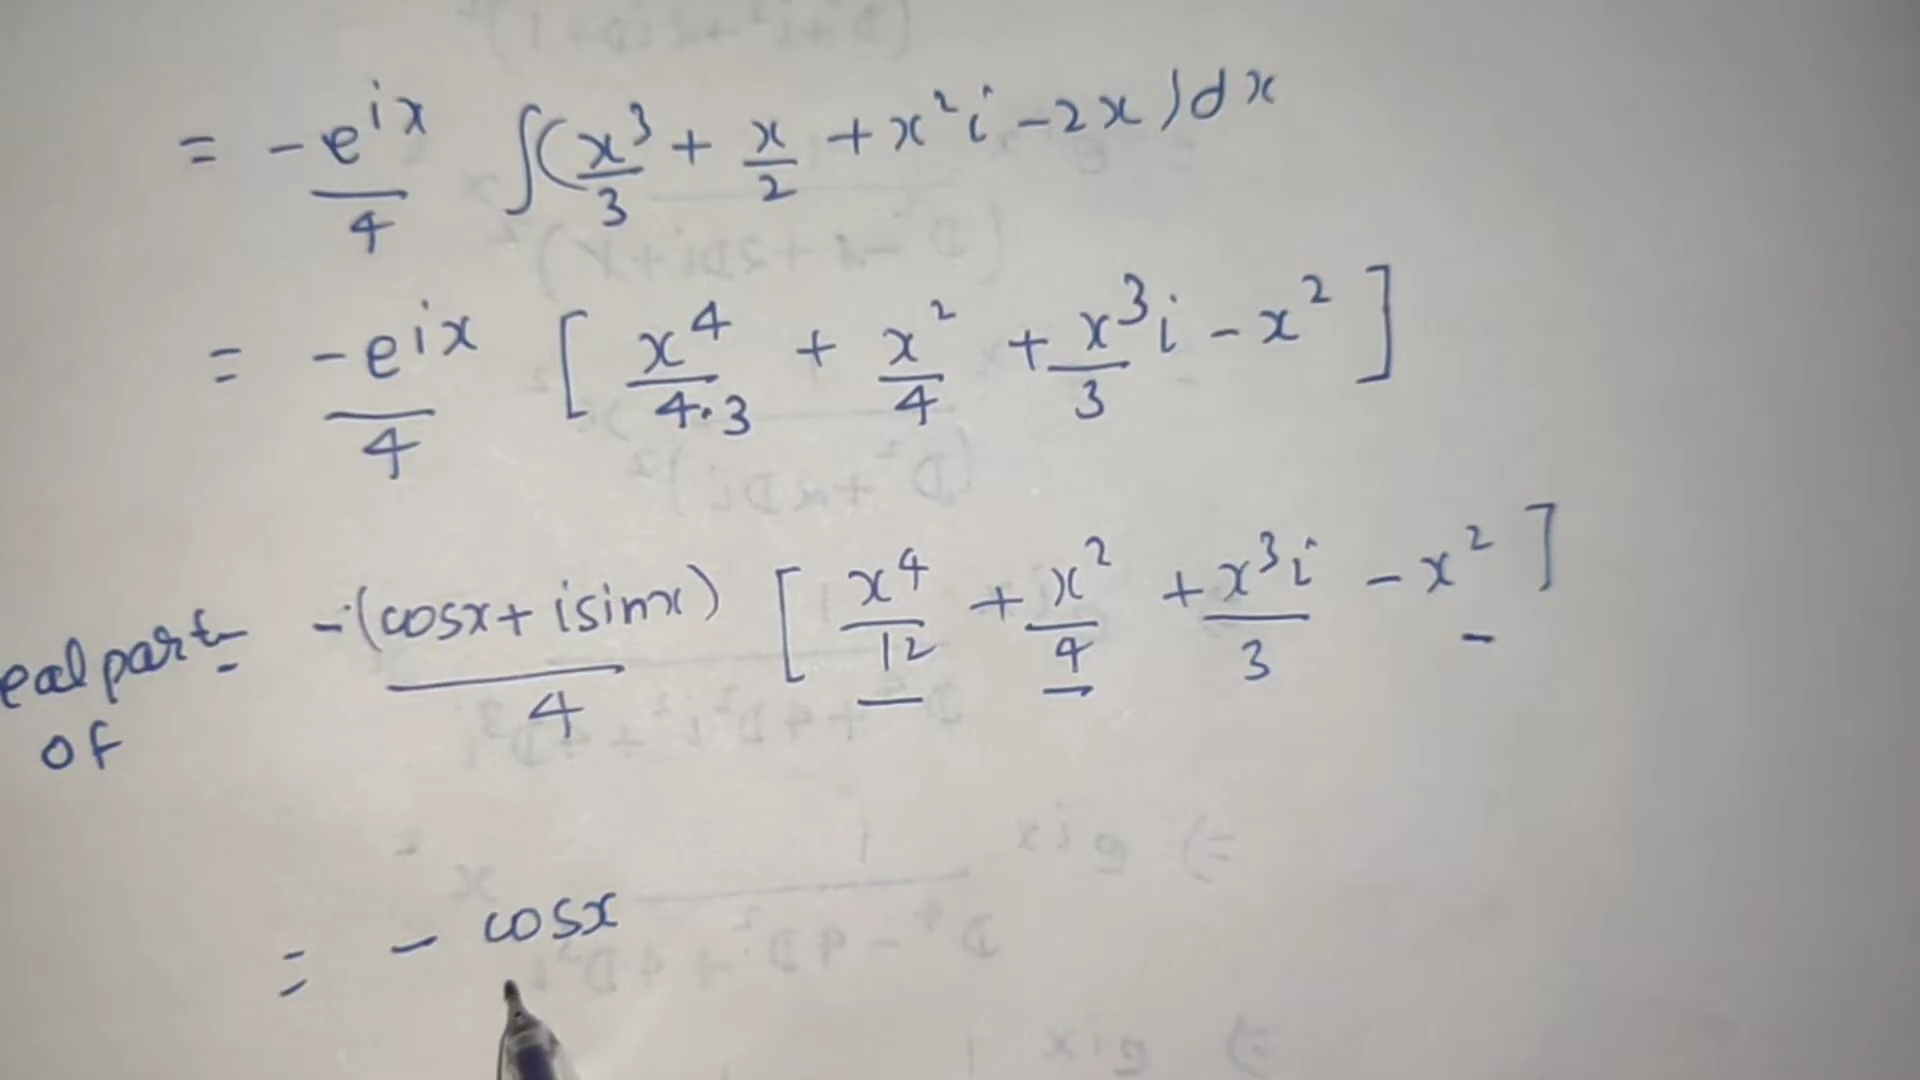 = -e^{ix}/4 ∫(x³/3 + x/2 + x²i - 2x)dx
= -e^{ix}/4 [x⁴/4·3 + x²/4 + x³i/3 - x²]
eal part of -(cosx + isinx)/4 [x⁴/12 + x²/4 + x³i/3 - x²]
= - cosx